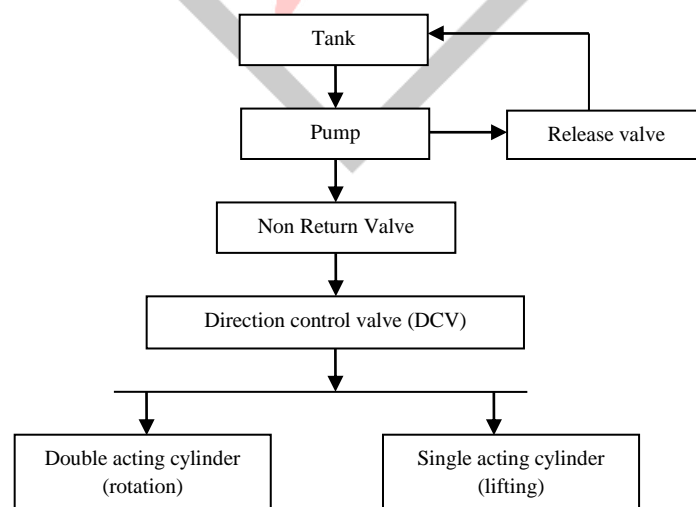 Tank
Pump
Release valve
Non Return Valve
Direction control valve (DCV)
Double acting cylinder
(rotation)
Single acting cylinder
(lifting)